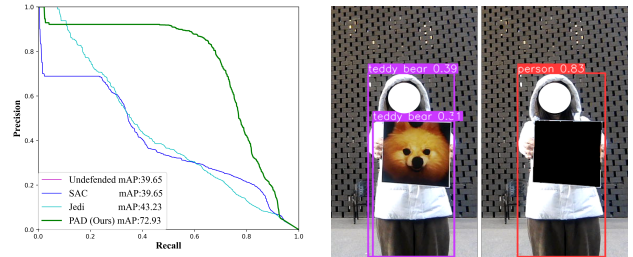 1.0
0.8
0.6
0.4
0.2
0.0
Precision
0.0 0.2 0.4 0.6 0.8 1.0
Recall
Undefended mAP:39.65
SAC mAP:39.65
Jedi mAP:43.23
PAD (Ours) mAP:72.93
teddy bear 0.39
teddy bear 0.31
person 0.83